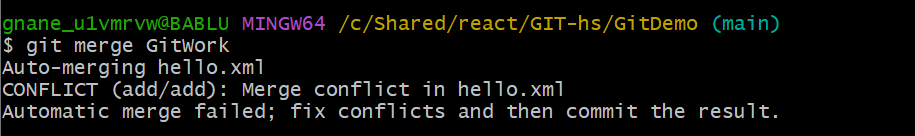 gnane_u1vmrvw@BABLU MINGW64 /c/Shared/react/GIT-hs/GitDemo (main)
$ git merge GitWork
Auto-merging hello.xml
CONFLICT (add/add): Merge conflict in hello.xml
Automatic merge failed; fix conflicts and then commit the result.